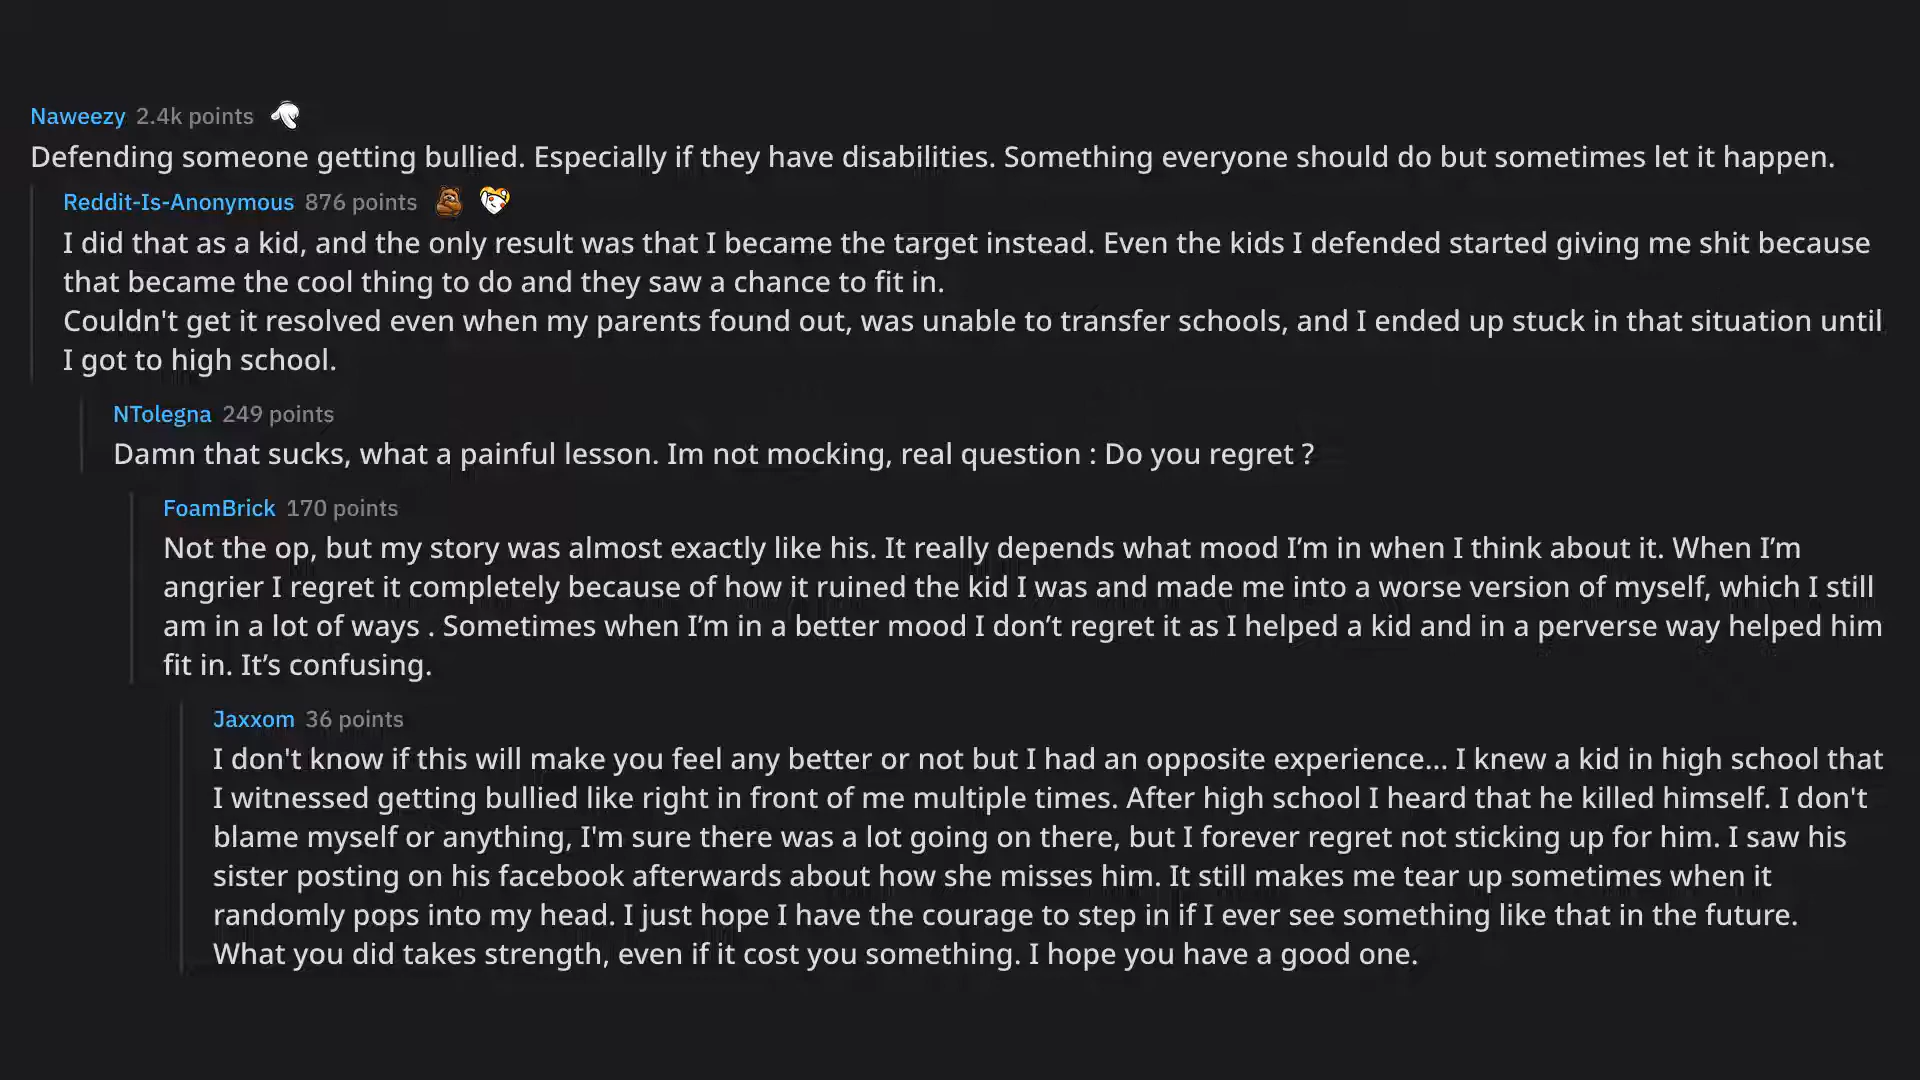 Naweezy 2.4k points
Defending someone getting bullied. Especially if they have disabilities. Something everyone should do but sometimes let it happen.
Reddit-Is-Anonymous 876 points
I did that as a kid, and the only result was that I became the target instead. Even the kids I defended started giving me shit because
that became the cool thing to do and they saw a chance to fit in.
Couldn't get it resolved even when my parents found out, was unable to transfer schools, and I ended up stuck in that situation until
I got to high school.
NTolegna 249 points
Damn that sucks, what a painful lesson. Im not mocking, real question : Do you regret ?
FoamBrick 170 points
Not the op, but my story was almost exactly like his. It really depends what mood I’m in when I think about it. When I’m
angrier I regret it completely because of how it ruined the kid I was and made me into a worse version of myself, which I still
am in a lot of ways . Sometimes when I’m in a better mood I don’t regret it as I helped a kid and in a perverse way helped him
fit in. It’s confusing.
Jaxxom 36 points
I don't know if this will make you feel any better or not but I had an opposite experience... I knew a kid in high school that
I witnessed getting bullied like right in front of me multiple times. After high school I heard that he killed himself. I don't
blame myself or anything, I'm sure there was a lot going on there, but I forever regret not sticking up for him. I saw his
sister posting on his facebook afterwards about how she misses him. It still makes me tear up sometimes when it
randomly pops into my head. I just hope I have the courage to step in if I ever see something like that in the future.
What you did takes strength, even if it cost you something. I hope you have a good one.